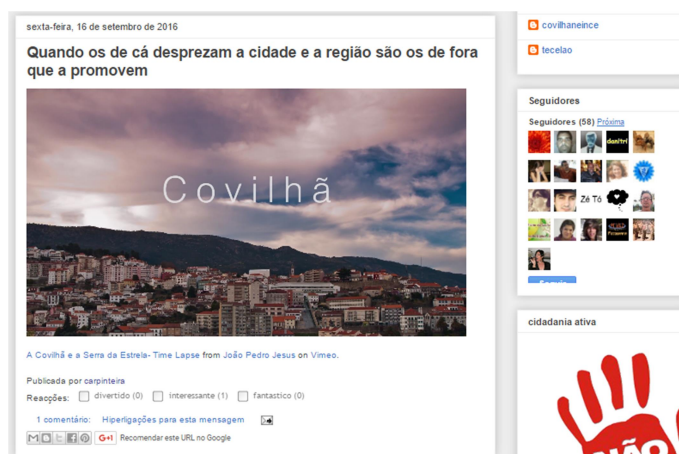 sexta-feira, 16 de setembro de 2016
Quando os de cá desprezam a cidade e a região são os de fora
que a promovem
Covilhã
A Covilhã e a Serra da Estrela- Time Lapse from João Pedro Jesus on Vimeo.
Publicada por carpinteira
Reacções: divertido (0) interessante (1) fantastico (0)
1 comentário: Hiperligações para esta mensagem
G+1 Recomendar este URL no Google
covilhaneince
tecelao
Seguidores
Seguidores (58) Próxima
danitri
Zé Tó
cidadania ativa
NÃO